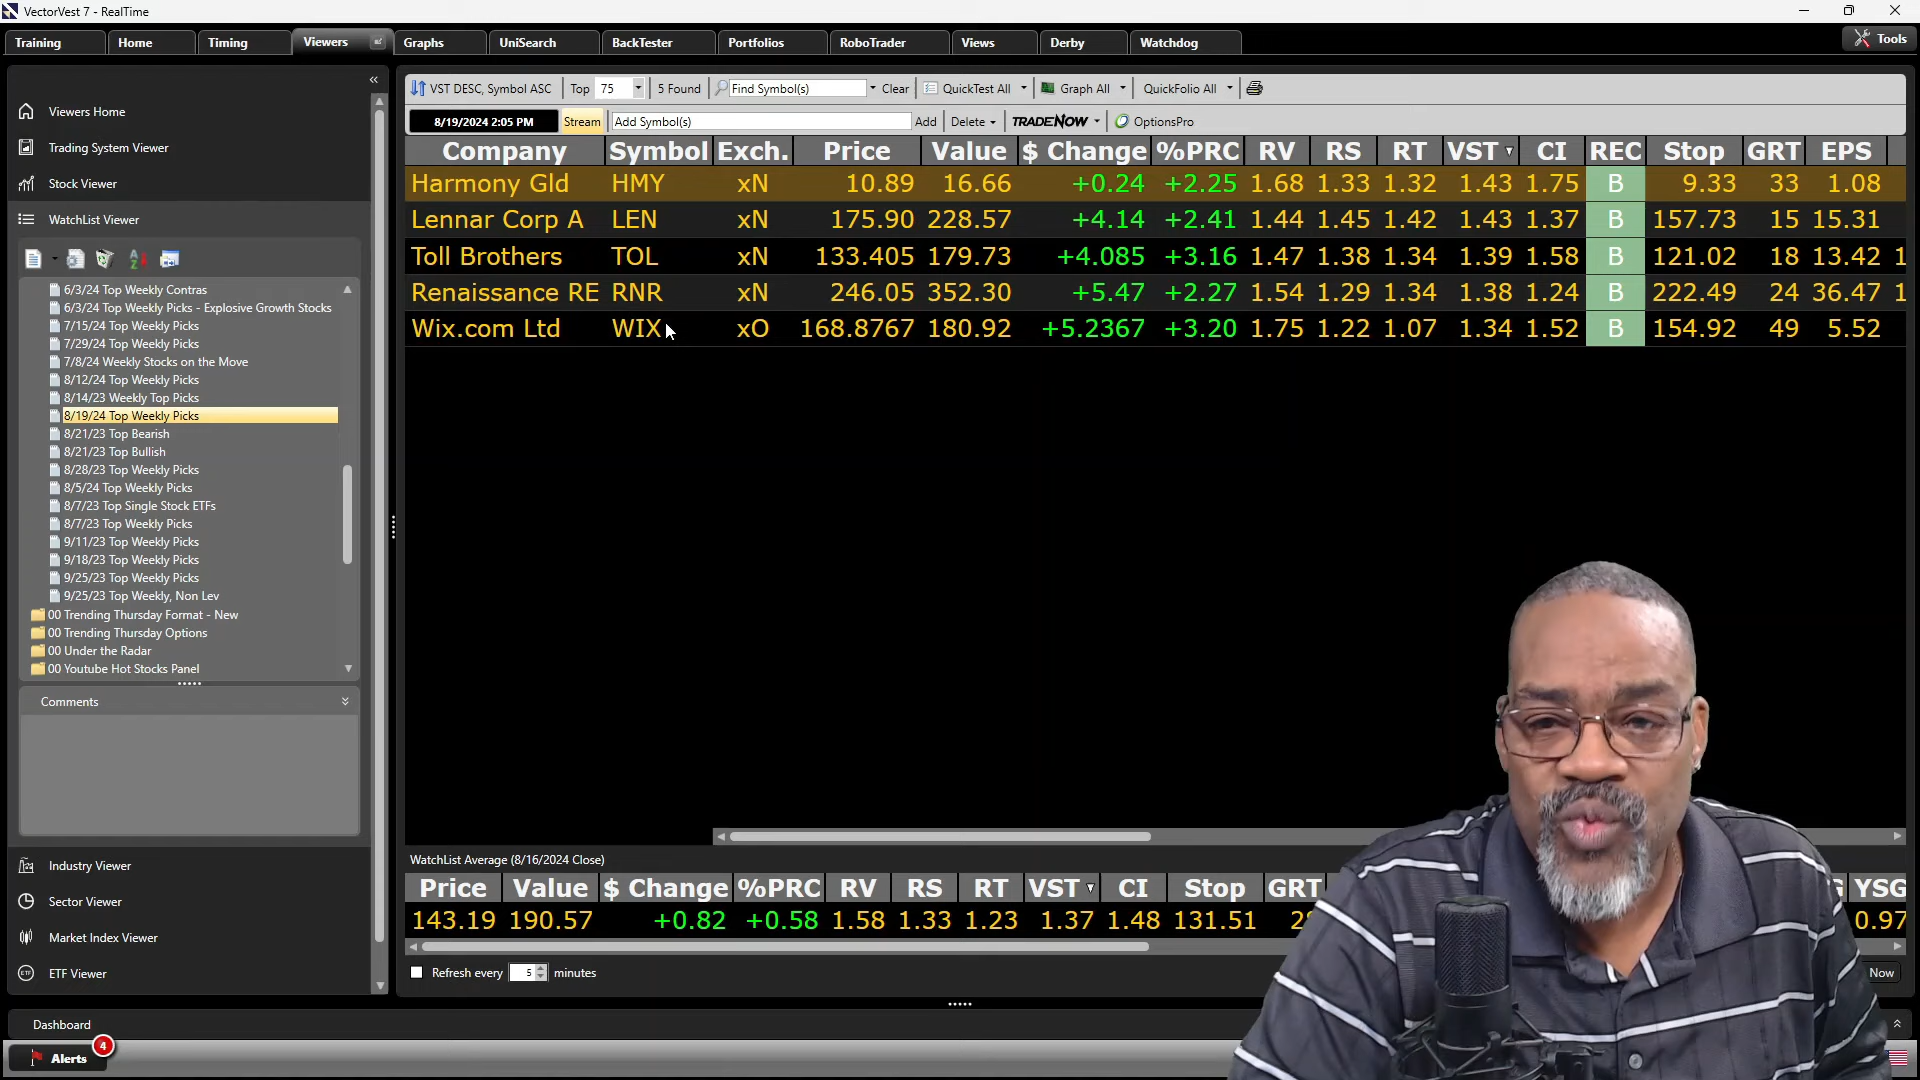 VectorVest 7 - RealTime
Training Home Timing Viewers Graphs UniSearch BackTester Portfolios RoboTrader Views Derby Watchdog Tools
Viewers Home
Trading System Viewer
Stock Viewer
WatchList Viewer
6/3/24 Top Weekly Contras
6/3/24 Top Weekly Picks - Explosive Growth Stocks
7/15/24 Top Weekly Picks
7/29/24 Top Weekly Picks
7/8/24 Weekly Stocks on the Move
8/12/24 Top Weekly Picks
8/14/23 Weekly Top Picks
8/19/24 Top Weekly Picks
8/21/23 Top Bearish
8/21/23 Top Bullish
8/28/23 Top Weekly Picks
8/5/24 Top Weekly Picks
8/7/23 Top Single Stock ETFs
8/7/23 Top Weekly Picks
9/11/23 Top Weekly Picks
9/18/23 Top Weekly Picks
9/25/23 Top Weekly Picks
9/25/23 Top Weekly, Non Lev
00 Trending Thursday Format - New
00 Trending Thursday Options
00 Under the Radar
00 Youtube Hot Stocks Panel
Comments
Industry Viewer
Sector Viewer
Market Index Viewer
ETF Viewer
VST DESC, Symbol ASC Top 75 5 Found Find Symbol(s) Clear QuickTest All Graph All QuickFolio All
8/19/2024 2:05 PM Stream Add Symbol(s) Add Delete TRADENOW OptionsPro
Company Symbol Exch. Price Value $ Change %PRC RV RS RT VST CI REC Stop GRT EPS
Harmony Gld HMY xN 10.89 16.66 +0.24 +2.25 1.68 1.33 1.32 1.43 1.75 B 9.33 33 1.08
Lennar Corp A LEN xN 175.90 228.57 +4.14 +2.41 1.44 1.45 1.42 1.43 1.37 B 157.73 15 15.31
Toll Brothers TOL xN 133.405 179.73 +4.085 +3.16 1.47 1.38 1.34 1.39 1.58 B 121.02 18 13.42 1
Renaissance RE RNR xN 246.05 352.30 +5.47 +2.27 1.54 1.29 1.34 1.38 1.24 B 222.49 24 36.47 1
Wix.com Ltd WIX xO 168.8767 180.92 +5.2367 +3.20 1.75 1.22 1.07 1.34 1.52 B 154.92 49 5.52
WatchList Average (8/16/2024 Close)
Price Value $ Change %PRC RV RS RT VST CI Stop GRT YSG
143.19 190.57 +0.82 +0.58 1.58 1.33 1.23 1.37 1.48 131.51 0.97
Refresh every 5 minutes Now
Dashboard
Alerts 4